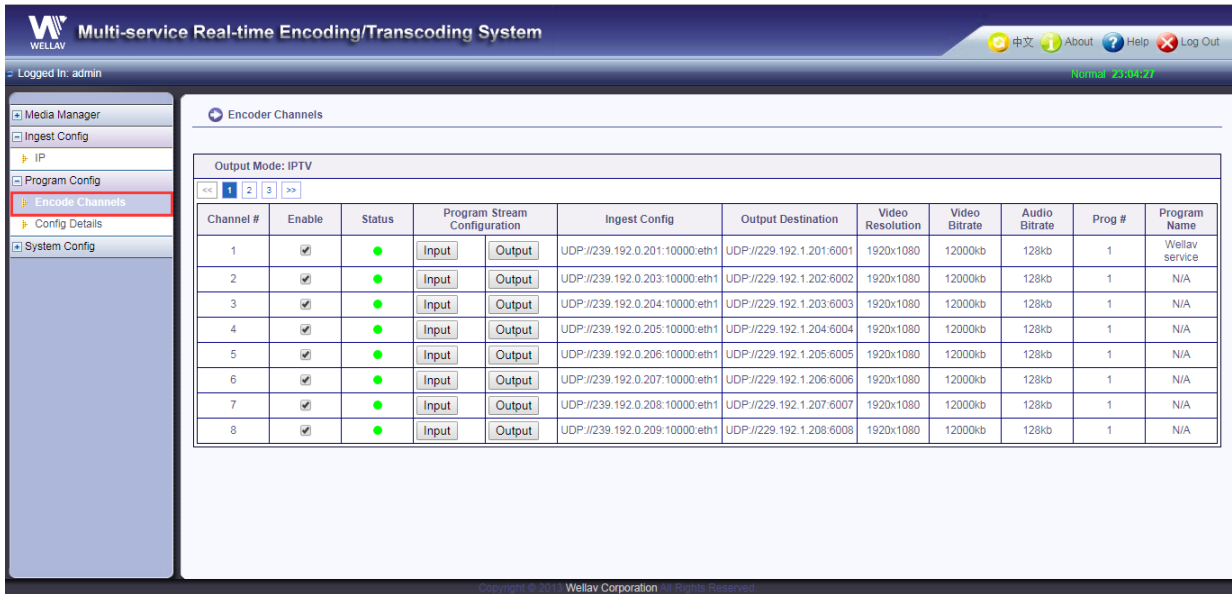 WELLAV
Multi-service Real-time Encoding/Transcoding System
中文 About Help Log Out
Logged In: admin
Normal 23:04:27
Media Manager
Ingest Config
IP
Program Config
Encode Channels
Config Details
System Config
Encoder Channels
Output Mode: IPTV
<< 1 2 3 >>
Channel # Enable Status Program Stream Configuration Ingest Config Output Destination Video Resolution Video Bitrate Audio Bitrate Prog # Program Name
1 Input Output UDP://239.192.0.201:10000:eth1 UDP://229.192.1.201:6001 1920x1080 12000kb 128kb 1 Wellav service
2 Input Output UDP://239.192.0.203:10000:eth1 UDP://229.192.1.202:6002 1920x1080 12000kb 128kb 1 N/A
3 Input Output UDP://239.192.0.204:10000:eth1 UDP://229.192.1.203:6003 1920x1080 12000kb 128kb 1 N/A
4 Input Output UDP://239.192.0.205:10000:eth1 UDP://229.192.1.204:6004 1920x1080 12000kb 128kb 1 N/A
5 Input Output UDP://239.192.0.206:10000:eth1 UDP://229.192.1.205:6005 1920x1080 12000kb 128kb 1 N/A
6 Input Output UDP://239.192.0.207:10000:eth1 UDP://229.192.1.206:6006 1920x1080 12000kb 128kb 1 N/A
7 Input Output UDP://239.192.0.208:10000:eth1 UDP://229.192.1.207:6007 1920x1080 12000kb 128kb 1 N/A
8 Input Output UDP://239.192.0.209:10000:eth1 UDP://229.192.1.208:6008 1920x1080 12000kb 128kb 1 N/A
Copyright © 2013 Wellav Corporation All Rights Reserved.